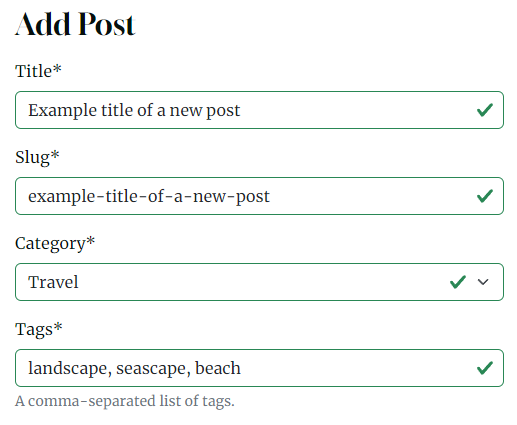 Add Post
Title*
Example title of a new post
Slug*
example-title-of-a-new-post
Category*
Travel
Tags*
landscape, seascape, beach
A comma-separated list of tags.